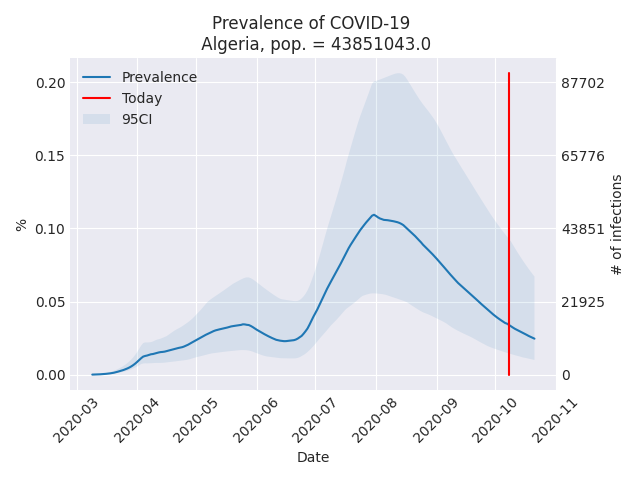 Prevalence of COVID-19
Algeria, pop. = 43851043.0
Prevalence
Today
95CI
0.20
0.15
0.10
0.05
0.00
%
87702
65776
43851
21925
0
# of infections
2020-03
2020-04
2020-05
2020-06
2020-07
2020-08
2020-09
2020-10
2020-11
Date